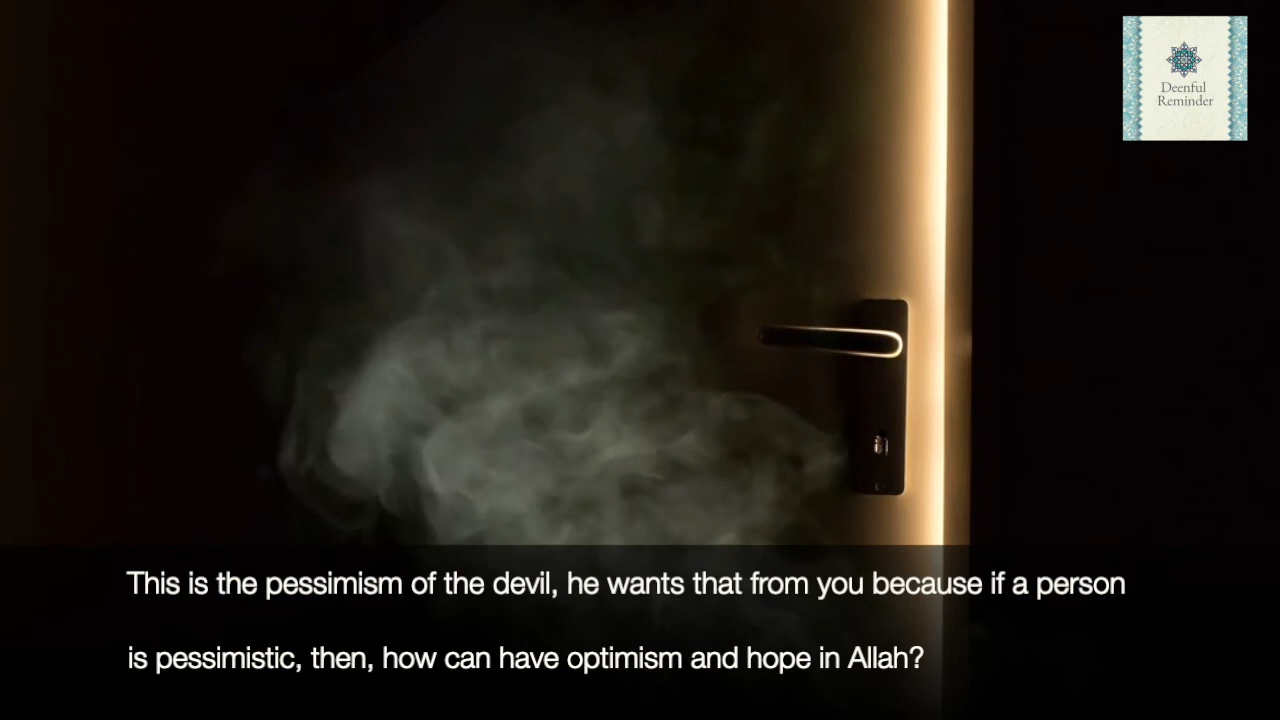 Deenful
Reminder
This is the pessimism of the devil, he wants that from you because if a person
is pessimistic, then, how can have optimism and hope in Allah?